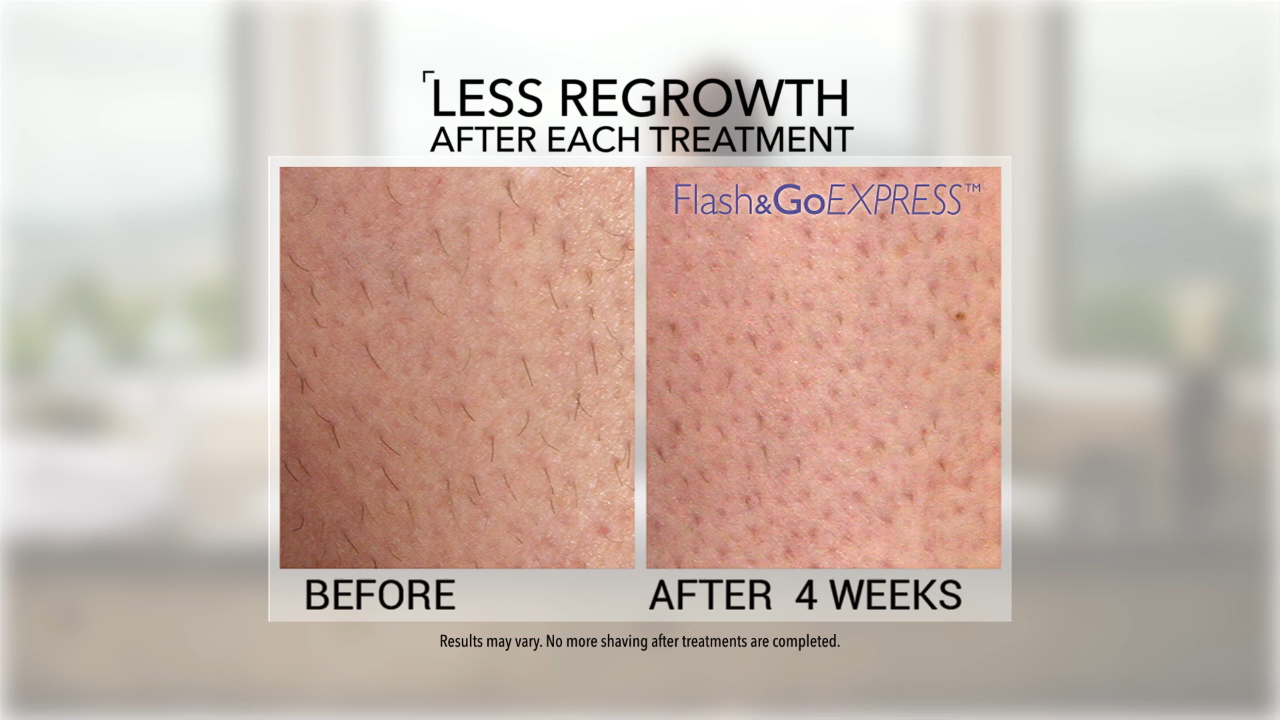 LESS REGROWTH
AFTER EACH TREATMENT
Flash&GoEXPRESS™
BEFORE
AFTER 4 WEEKS
Results may vary. No more shaving after treatments are completed.